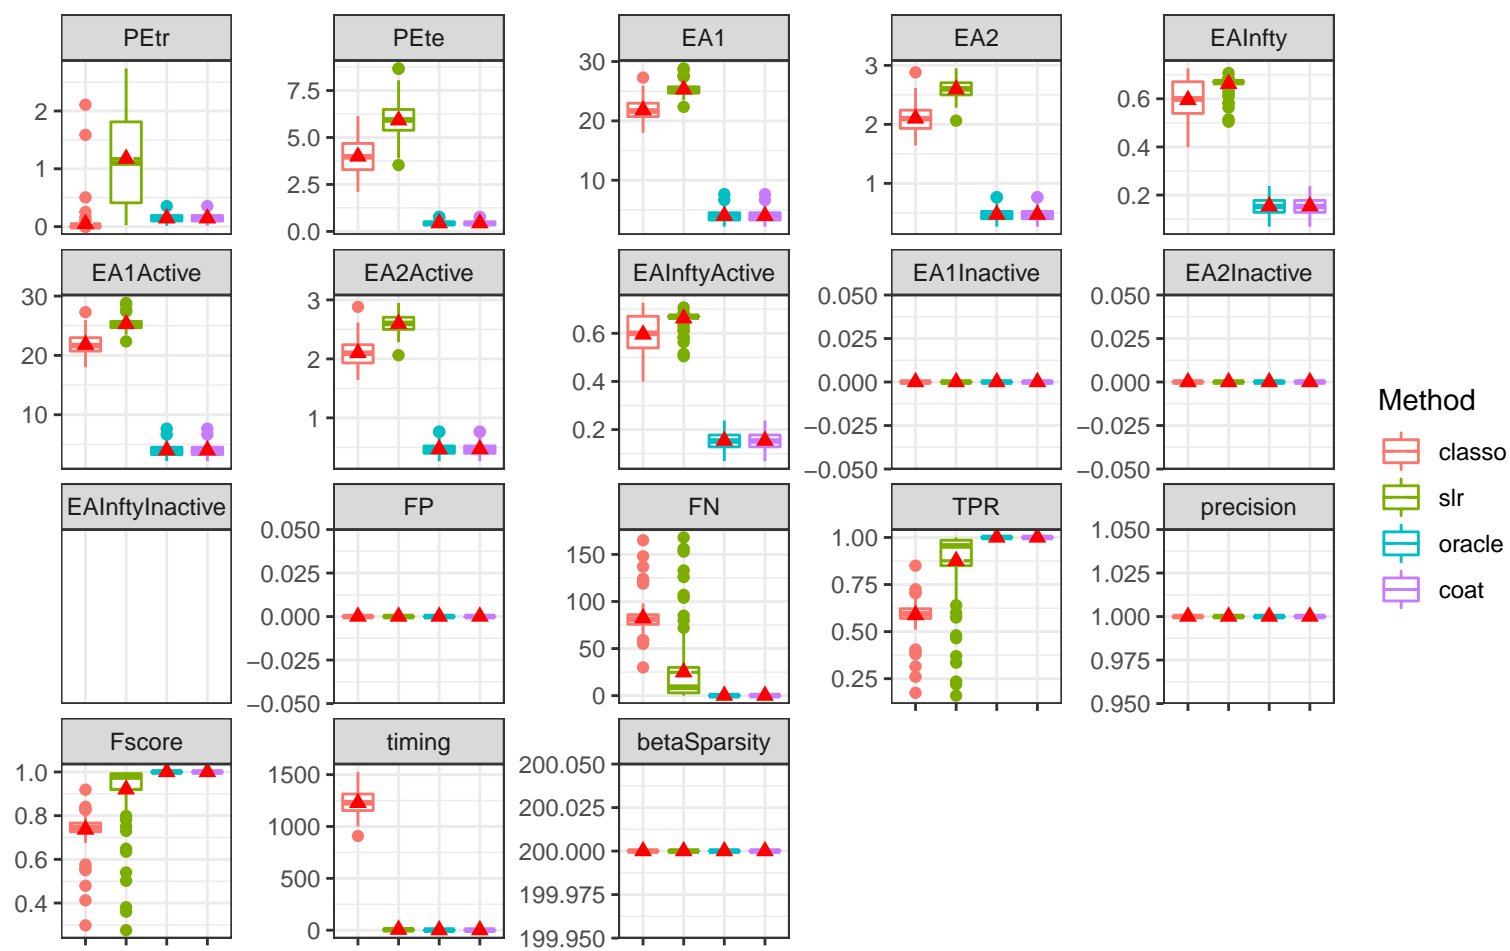 PEtr
PEte
EA1
EA2
EAInfty
2
1
0
7.5
5.0
2.5
0.0
30
20
10
3
2
1
0.6
0.4
0.2
EA1Active
EA2Active
EAInftyActive
EA1Inactive
EA2Inactive
30
20
10
3
2
1
0.6
0.4
0.2
0.050
0.025
0.000
−0.025
−0.050
0.050
0.025
0.000
−0.025
−0.050
EAInftyInactive
FP
FN
TPR
precision
0.050
0.025
0.000
−0.025
−0.050
150
100
50
0
1.00
0.75
0.50
0.25
1.050
1.025
1.000
0.975
0.950
Fscore
timing
betaSparsity
1.0
0.8
0.6
0.4
1500
1000
500
0
200.050
200.025
200.000
199.975
199.950
Method
classo
slr
oracle
coat